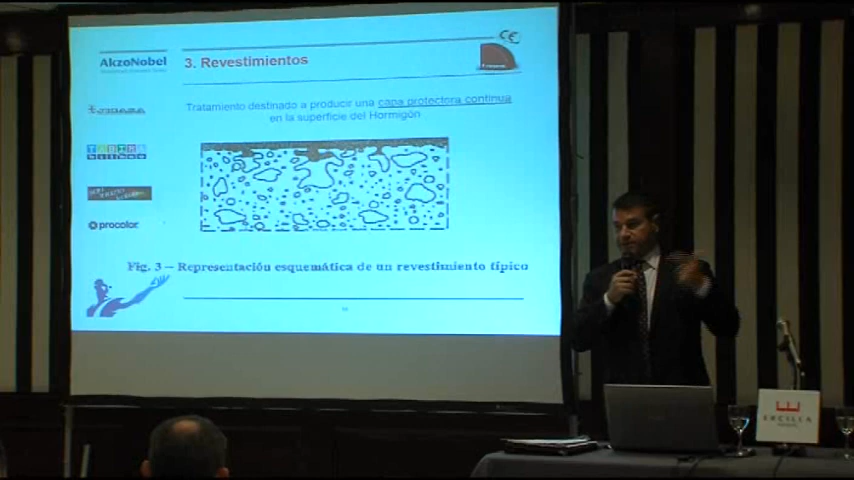 AkzoNobel
3. Revestimientos
CE
Tratamiento destinado a producir una capa protectora continua
en la superficie del Hormigón
procolor
Fig. 3 – Representación esquemática de un revestimiento típico
ERCILLA